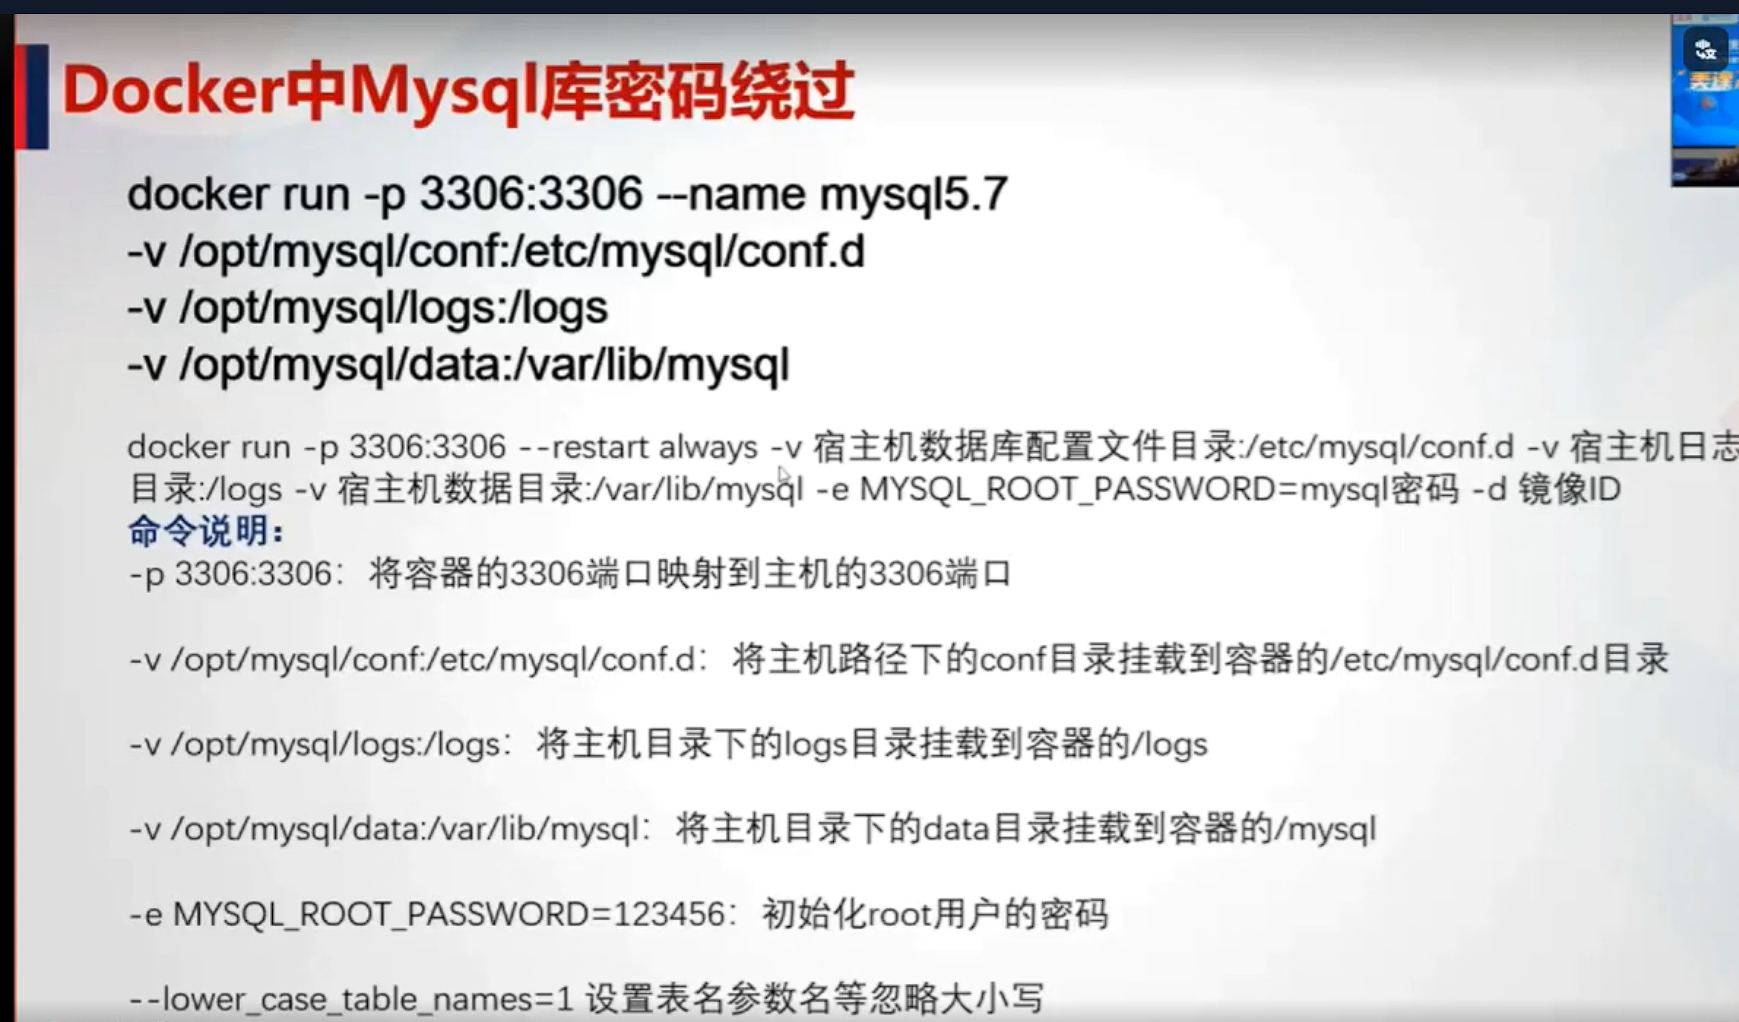 Docker中Mysql库密码绕过
docker run -p 3306:3306 --name mysql5.7
-v /opt/mysql/conf:/etc/mysql/conf.d
-v /opt/mysql/logs:/logs
-v /opt/mysql/data:/var/lib/mysql
docker run -p 3306:3306 --restart always -v 宿主机数据库配置文件目录:/etc/mysql/conf.d -v 宿主机日志
目录:/logs -v 宿主机数据目录:/var/lib/mysql -e MYSQL_ROOT_PASSWORD=mysql密码 -d 镜像ID
命令说明:
-p 3306:3306：将容器的3306端口映射到主机的3306端口
-v /opt/mysql/conf:/etc/mysql/conf.d：将主机路径下的conf目录挂载到容器的/etc/mysql/conf.d目录
-v /opt/mysql/logs:/logs：将主机目录下的logs目录挂载到容器的/logs
-v /opt/mysql/data:/var/lib/mysql：将主机目录下的data目录挂载到容器的/mysql
-e MYSQL_ROOT_PASSWORD=123456：初始化root用户的密码
--lower_case_table_names=1 设置表名参数名等忽略大小写